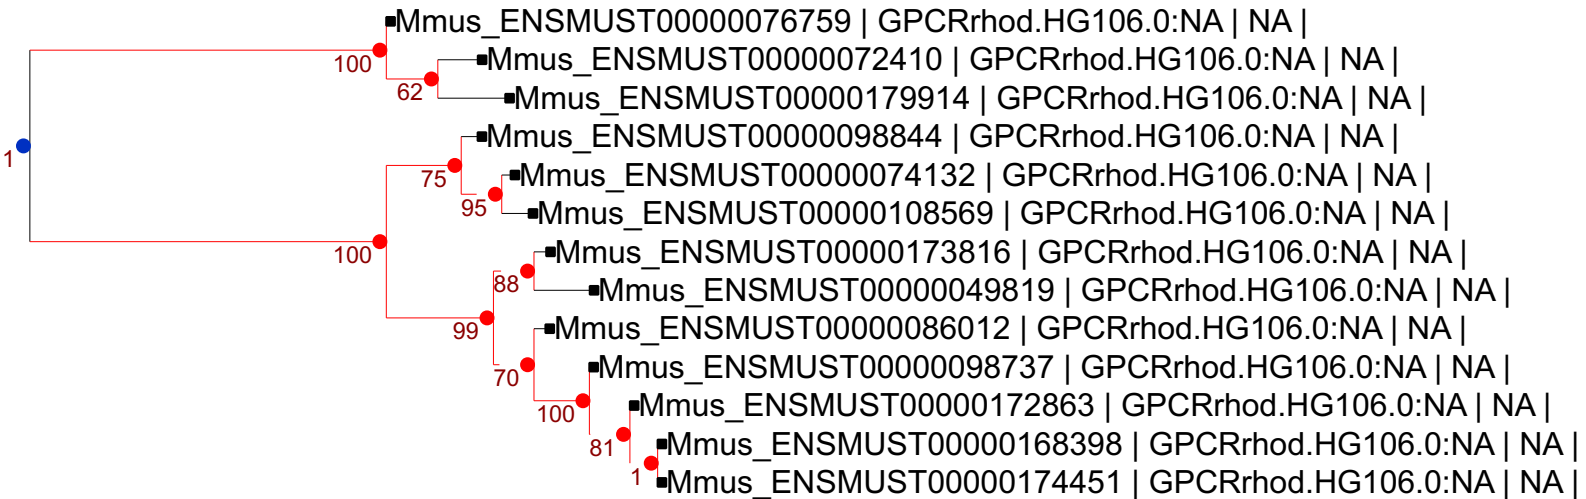 Mmus_ENSMUST00000076759 | GPCRrhod.HG106.0:NA | NA |
100
Mmus_ENSMUST00000072410 | GPCRrhod.HG106.0:NA | NA |
62
Mmus_ENSMUST00000179914 | GPCRrhod.HG106.0:NA | NA |
Mmus_ENSMUST00000098844 | GPCRrhod.HG106.0:NA | NA |
1
75
Mmus_ENSMUST00000074132 | GPCRrhod.HG106.0:NA | NA |
95
Mmus_ENSMUST00000108569 | GPCRrhod.HG106.0:NA | NA |
100
Mmus_ENSMUST00000173816 | GPCRrhod.HG106.0:NA | NA |
88
Mmus_ENSMUST00000049819 | GPCRrhod.HG106.0:NA | NA |
99
Mmus_ENSMUST00000086012 | GPCRrhod.HG106.0:NA | NA |
70
Mmus_ENSMUST00000098737 | GPCRrhod.HG106.0:NA | NA |
100
Mmus_ENSMUST00000172863 | GPCRrhod.HG106.0:NA | NA |
81
Mmus_ENSMUST00000168398 | GPCRrhod.HG106.0:NA | NA |
1
Mmus_ENSMUST00000174451 | GPCRrhod.HG106.0:NA | NA |